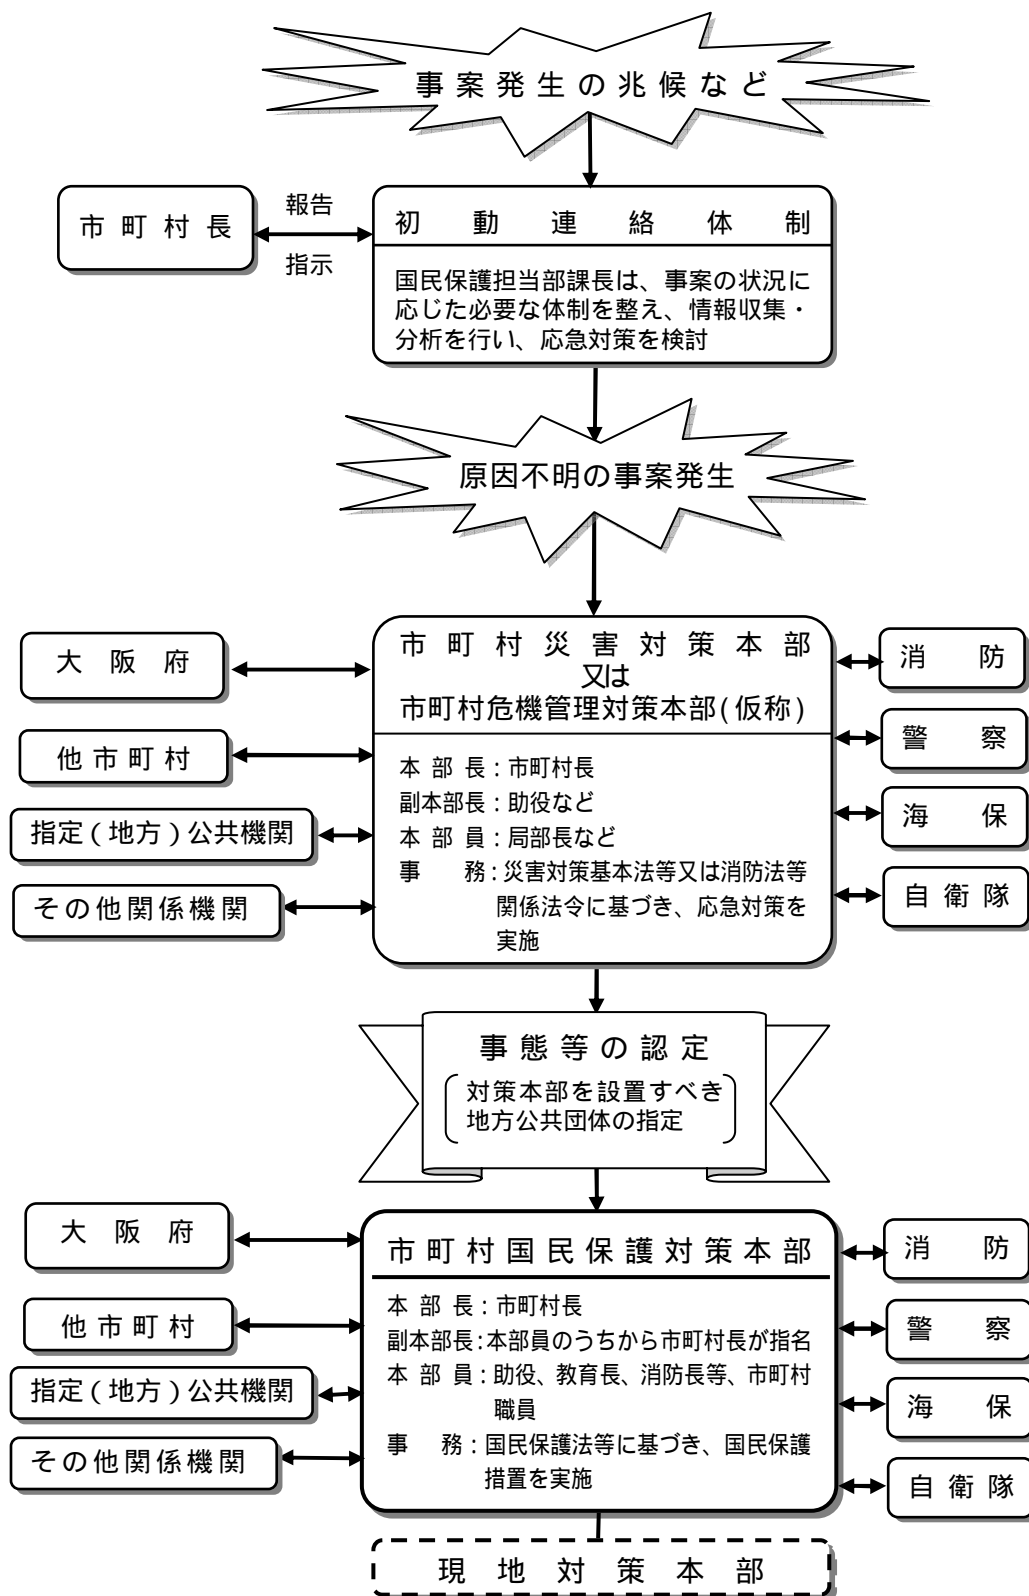 事案発生の兆候など
市町村長
報告
指示
初動連絡体制
国民保護担当部課長は、事案の状況に
応じた必要な体制を整え、情報収集・
分析を行い、応急対策を検討
原因不明の事案発生
市町村災害対策本部
又は
市町村危機管理対策本部(仮称)
本部長：市町村長
副本部長：助役など
本部員：局部長など
事務：災害対策基本法等又は消防法等
関係法令に基づき、応急対策を
実施
大阪府
他市町村
指定（地方）公共機関
その他関係機関
消防
警察
海保
自衛隊
事態等の認定
対策本部を設置すべき
地方公共団体の指定
市町村国民保護対策本部
本部長：市町村長
副本部長：本部員のうちから市町村長が指名
本部員：助役、教育長、消防長等、市町村
職員
事務：国民保護法等に基づき、国民保護
措置を実施
大阪府
他市町村
指定（地方）公共機関
その他関係機関
消防
警察
海保
自衛隊
現地対策本部